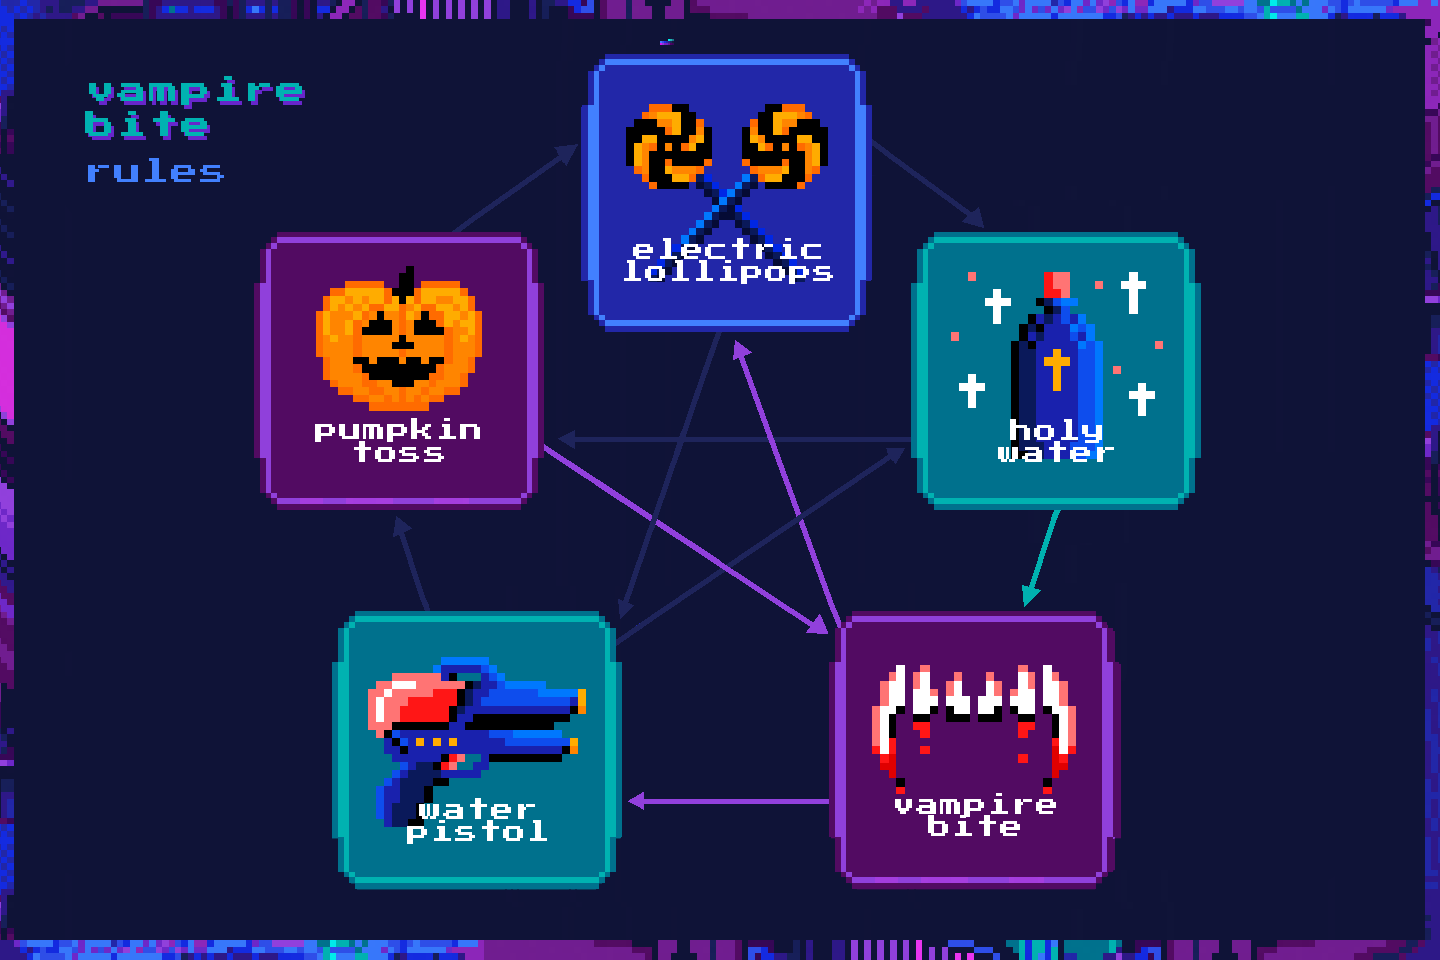 vampire
bite
rules
electric
lollipops
pumpkin
toss
holy
water
water
pistol
vampire
bite